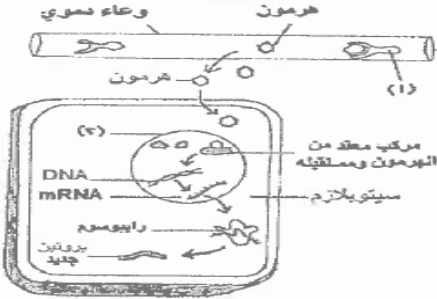 وعاء دموي
هرمون
(١)
هرمون
(٢)
مركب معقد من
الهرمون ومستقبله
DNA
mRNA
سيتوبلازم
رايبوسوم
بروتين
جديد